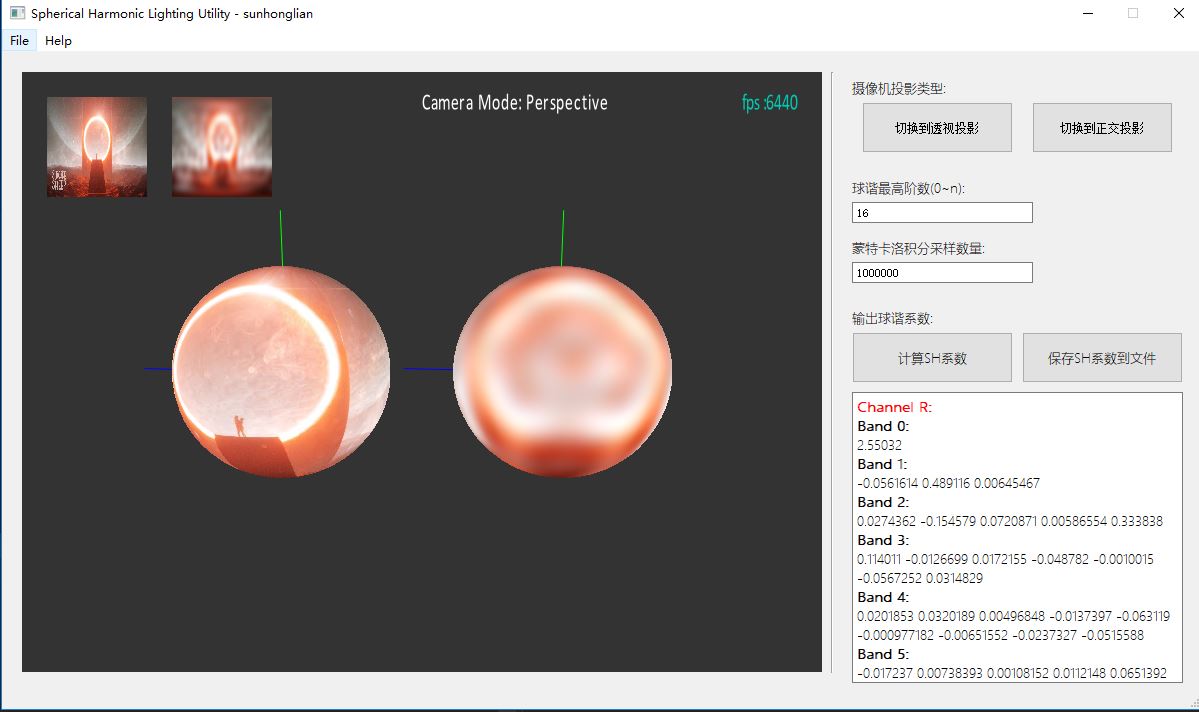 Spherical Harmonic Lighting Utility - sunhonglian
File Help
Camera Mode: Perspective
fps :6440
摄像机投影类型:
切换到透视投影
切换到正交投影
球谐最高阶数(0~n):
16
蒙特卡洛积分采样数量:
1000000
输出球谐系数:
计算SH系数
保存SH系数到文件
Channel R:
Band 0:
2.55032
Band 1:
-0.0561614 0.489116 0.00645467
Band 2:
0.0274362 -0.154579 0.0720871 0.00586554 0.333838
Band 3:
0.114011 -0.0126699 0.0172155 -0.048782 -0.0010015
-0.0567252 0.0314829
Band 4:
0.0201853 0.0320189 0.00496848 -0.0137397 -0.063119
-0.000977182 -0.00651552 -0.0237327 -0.0515588
Band 5:
-0.017237 0.00738393 0.00108152 0.0112148 0.0651392